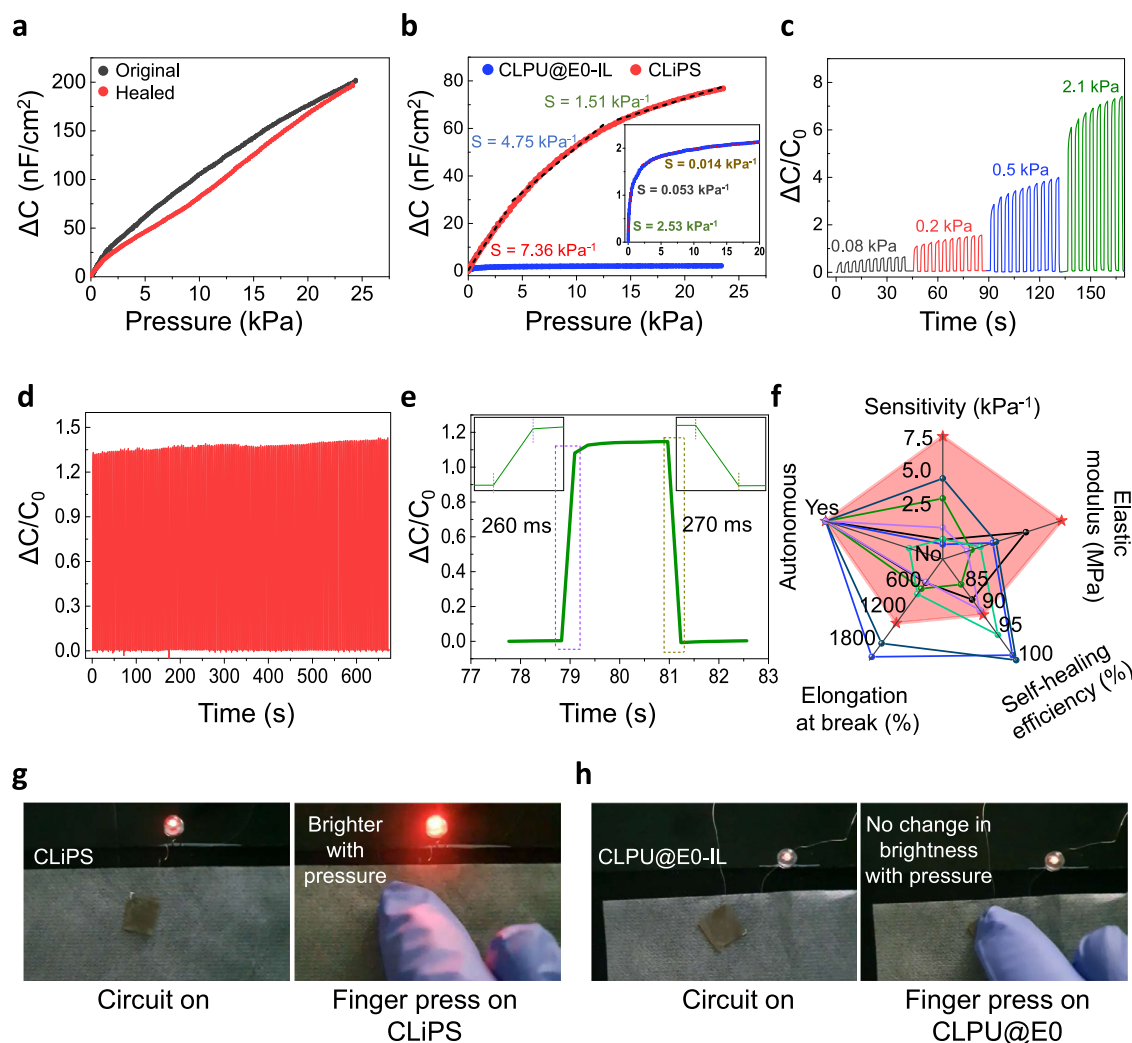 a
ΔC (nF/cm²)
200
150
100
50
0
Original
Healed
0 5 10 15 20 25
Pressure (kPa)
b
ΔC (nF/cm²)
80
60
40
20
0
CLPU@E0-IL CLiPS
S = 1.51 kPa⁻¹
S = 4.75 kPa⁻¹
S = 7.36 kPa⁻¹
2
1
0
S = 0.014 kPa⁻¹
S = 0.053 kPa⁻¹
S = 2.53 kPa⁻¹
0 5 10 15 20
0 5 10 15 20 25
Pressure (kPa)
c
ΔC/C₀
8
6
4
2
0
2.1 kPa
0.5 kPa
0.2 kPa
0.08 kPa
0 30 60 90 120 150
Time (s)
d
ΔC/C₀
1.5
1.2
0.9
0.6
0.3
0.0
0 100 200 300 400 500 600
Time (s)
e
ΔC/C₀
1.2
1.0
0.8
0.6
0.4
0.2
0.0
260 ms
270 ms
77 78 79 80 81 82 83
Time (s)
f
Sensitivity (kPa⁻¹)
7.5
5.0
2.5
Elastic
modulus (MPa)
Autonomous
Yes
No
600
1200
1800
85
90
95
100
Elongation
at break (%)
Self-healing
efficiency (%)
g
CLiPS
Brighter
with
pressure
Circuit on
Finger press on
CLiPS
h
CLPU@E0-IL
No change in
brightness
with pressure
Circuit on
Finger press on
CLPU@E0